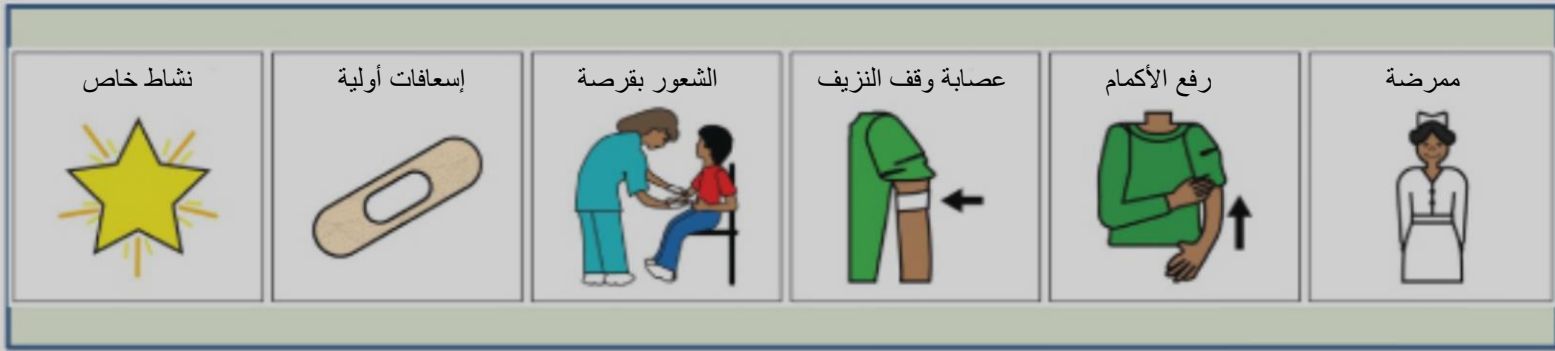 ممرضة
رفع الأكمام
عصابة وقف النزيف
الشعور بقرصة
إسعافات أولية
نشاط خاص